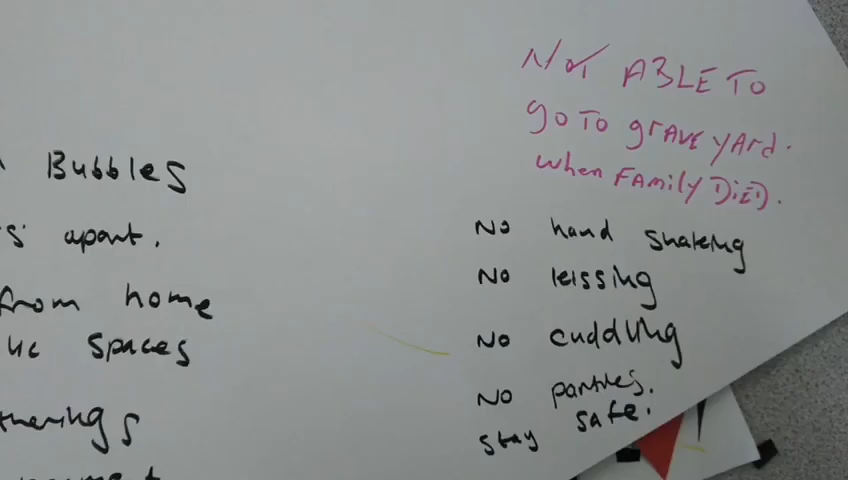 NOT ABLE TO
go TO graveyard.
when FAMily DiED.
Bubbles
apart.
from home
spaces
No hand shaking
No kissing
No cuddling
No parties.
stay safe.